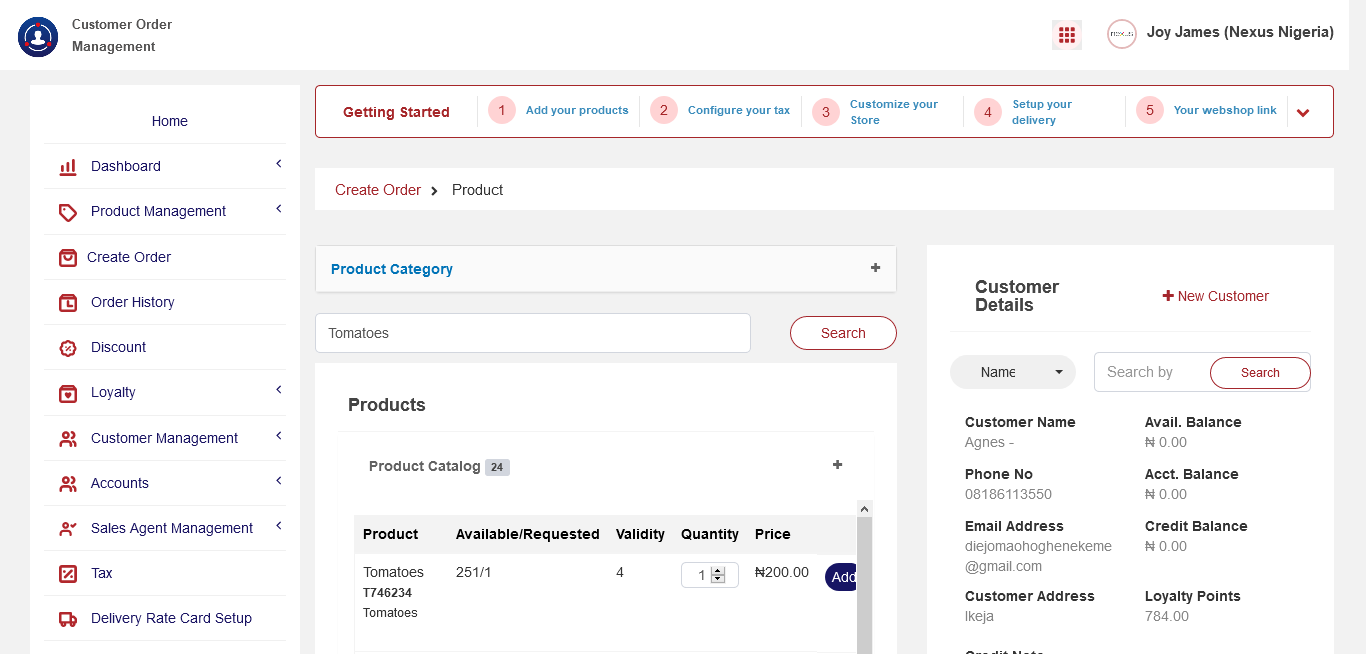 Customer Order
Management
nexus
Joy James (Nexus Nigeria)
Getting Started
1 Add your products
2 Configure your tax
3 Customize your
Store
4 Setup your
delivery
5 Your webshop link
Home
Dashboard
Product Management
Create Order
Order History
Discount
Loyalty
Customer Management
Accounts
Sales Agent Management
Tax
Delivery Rate Card Setup
Create Order Product
Product Category
Tomatoes Search
Products
Product Catalog 24
Product Available/Requested Validity Quantity Price
Tomatoes 251/1 4 1 ₦200.00 Add
T746234
Tomatoes
Customer
Details
New Customer
Name Search by Search
Customer Name Avail. Balance
Agnes - ₦ 0.00
Phone No Acct. Balance
08186113550 ₦ 0.00
Email Address Credit Balance
diejomaohoghenekeme ₦ 0.00
@gmail.com
Customer Address Loyalty Points
Ikeja 784.00
Credit Note